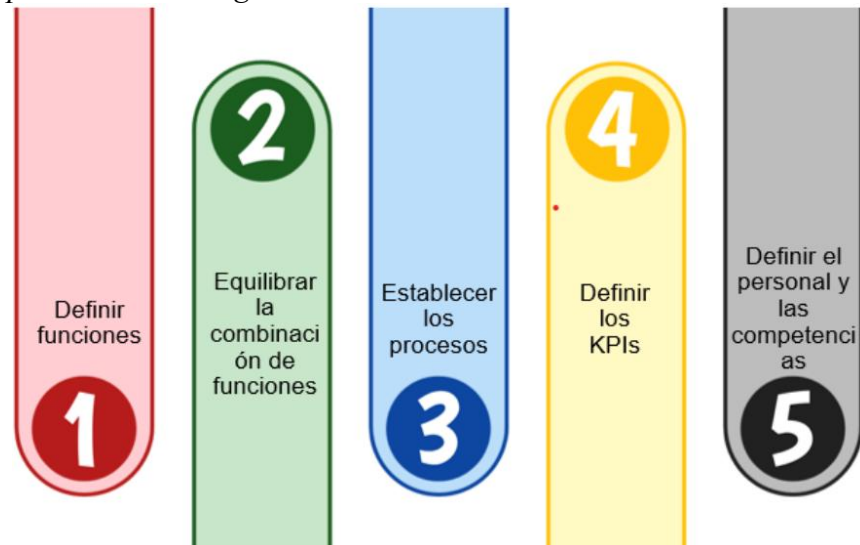 1
Definir
funciones
2
Equilibrar
la
combinaci
ón de
funciones
3
Establecer
los
procesos
4
Definir
los
KPIs
5
Definir el
personal y
las
competenci
as